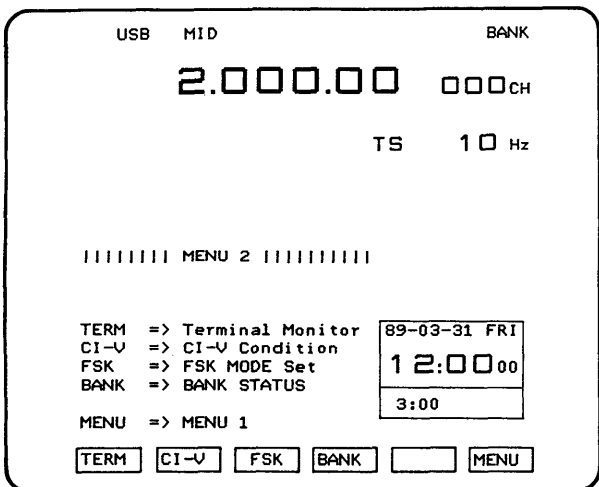 USB MID BANK
2.000.00 000CH
TS 10 Hz
|||||||| MENU 2 ||||||||||
TERM => Terminal Monitor
CI-V => CI-V Condition
FSK => FSK MODE Set
BANK => BANK STATUS
MENU => MENU 1
89-03-31 FRI
12:00 00
3:00
TERM CI-V FSK BANK MENU